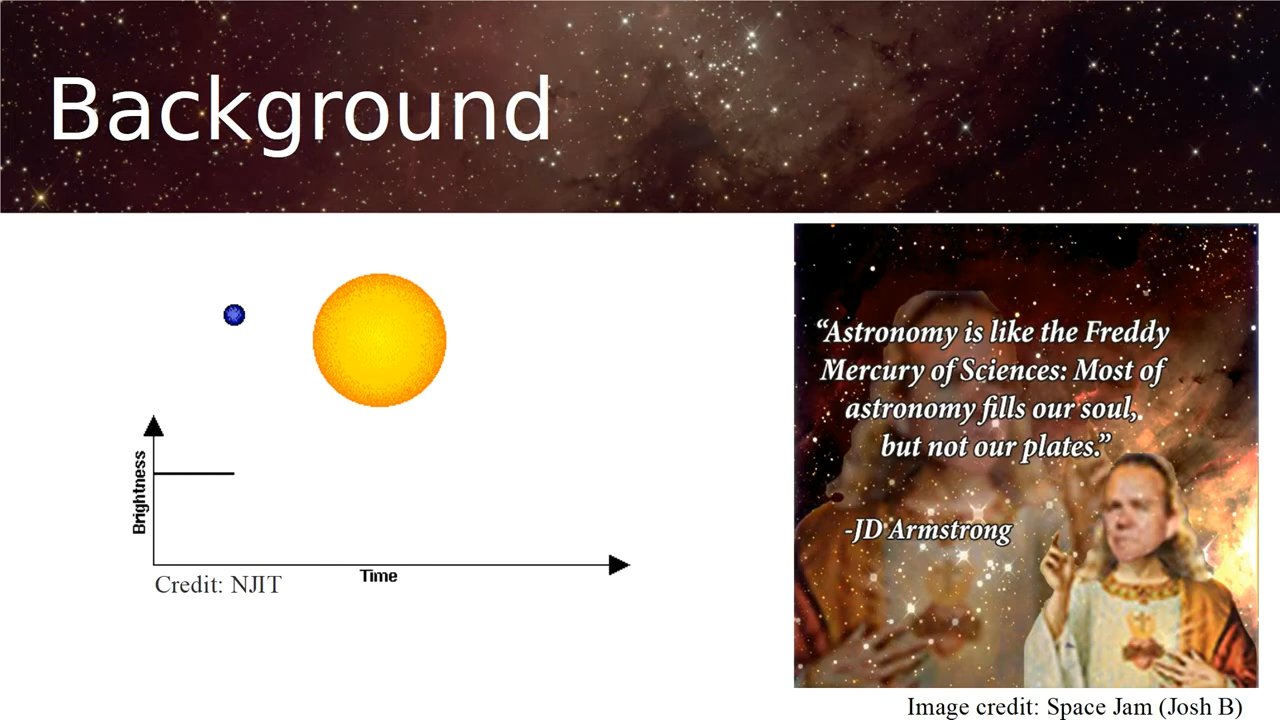 Background
Brightness
Time
Credit: NJIT
“Astronomy is like the Freddy
Mercury of Sciences: Most of
astronomy fills our soul,
but not our plates.”
-JD Armstrong
Image credit: Space Jam (Josh B)